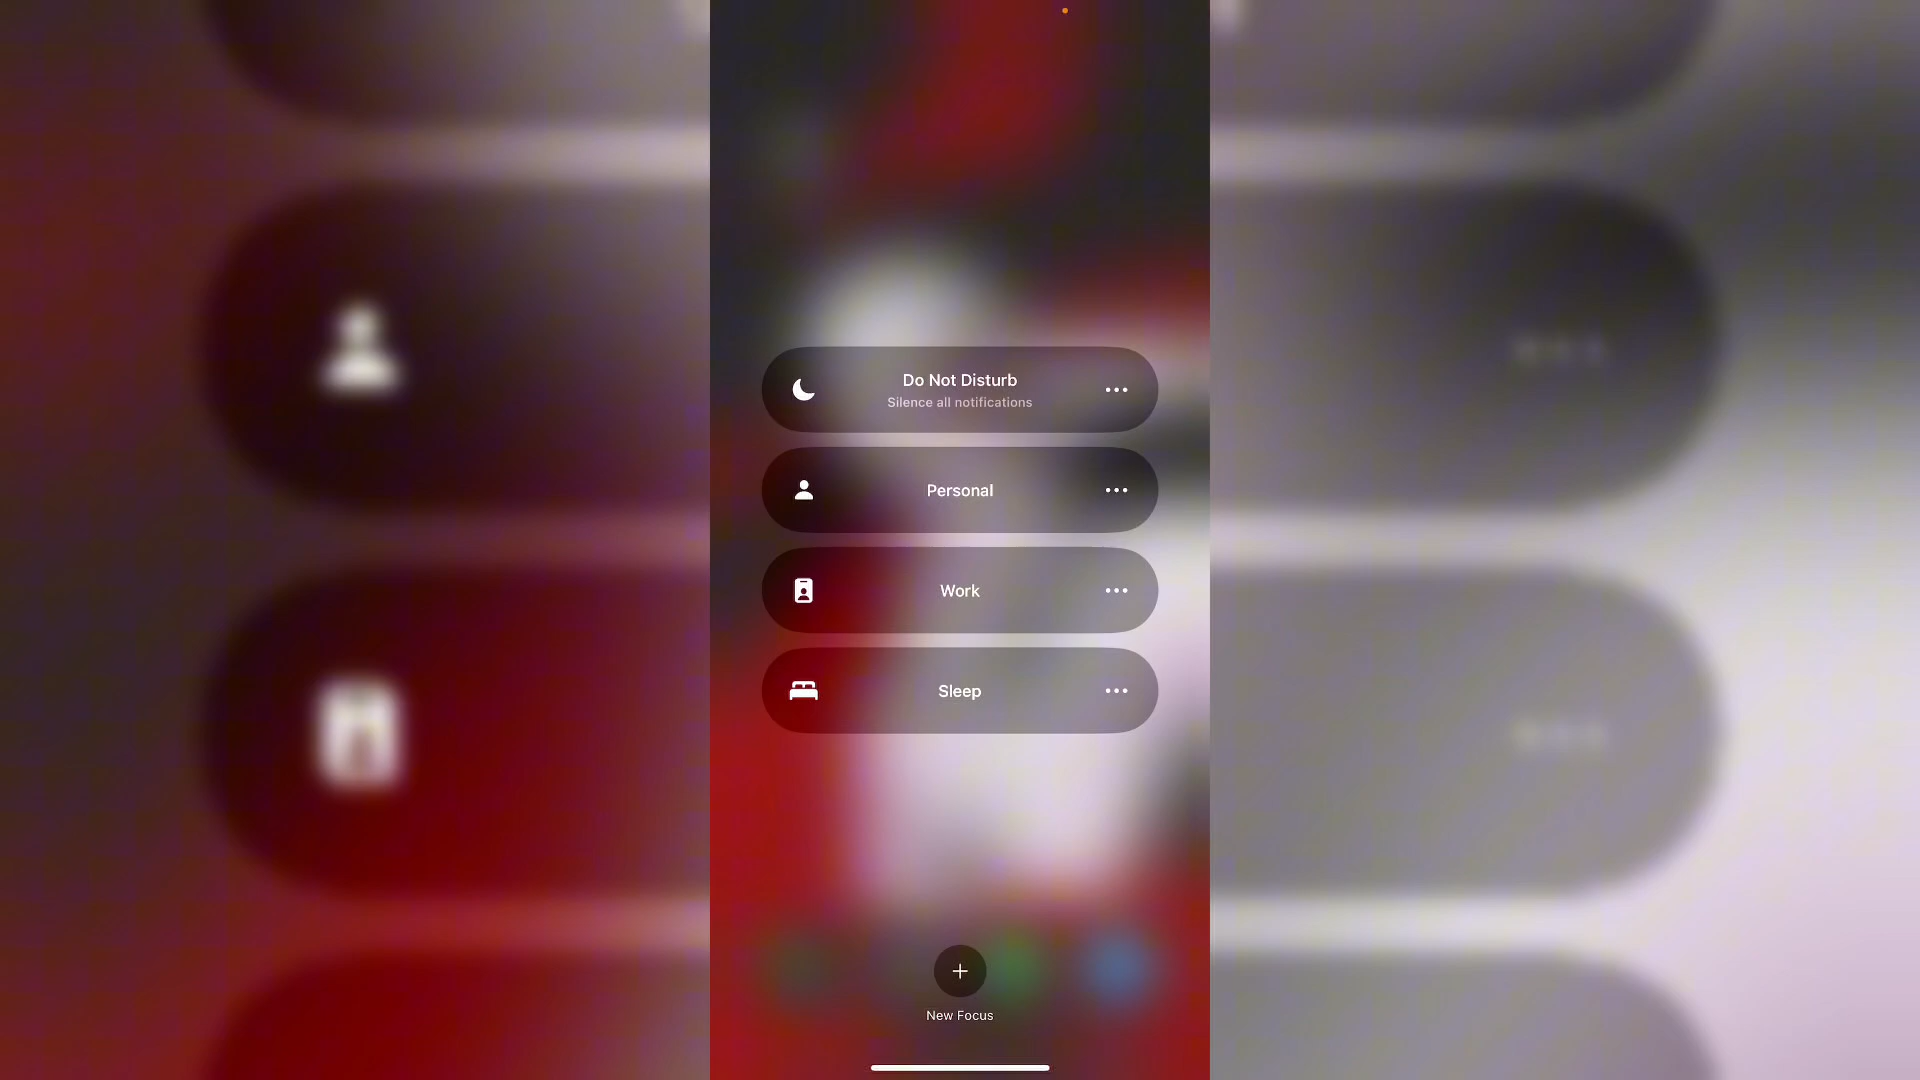 Do Not Disturb
Silence all notifications
Personal
Work
Sleep
New Focus